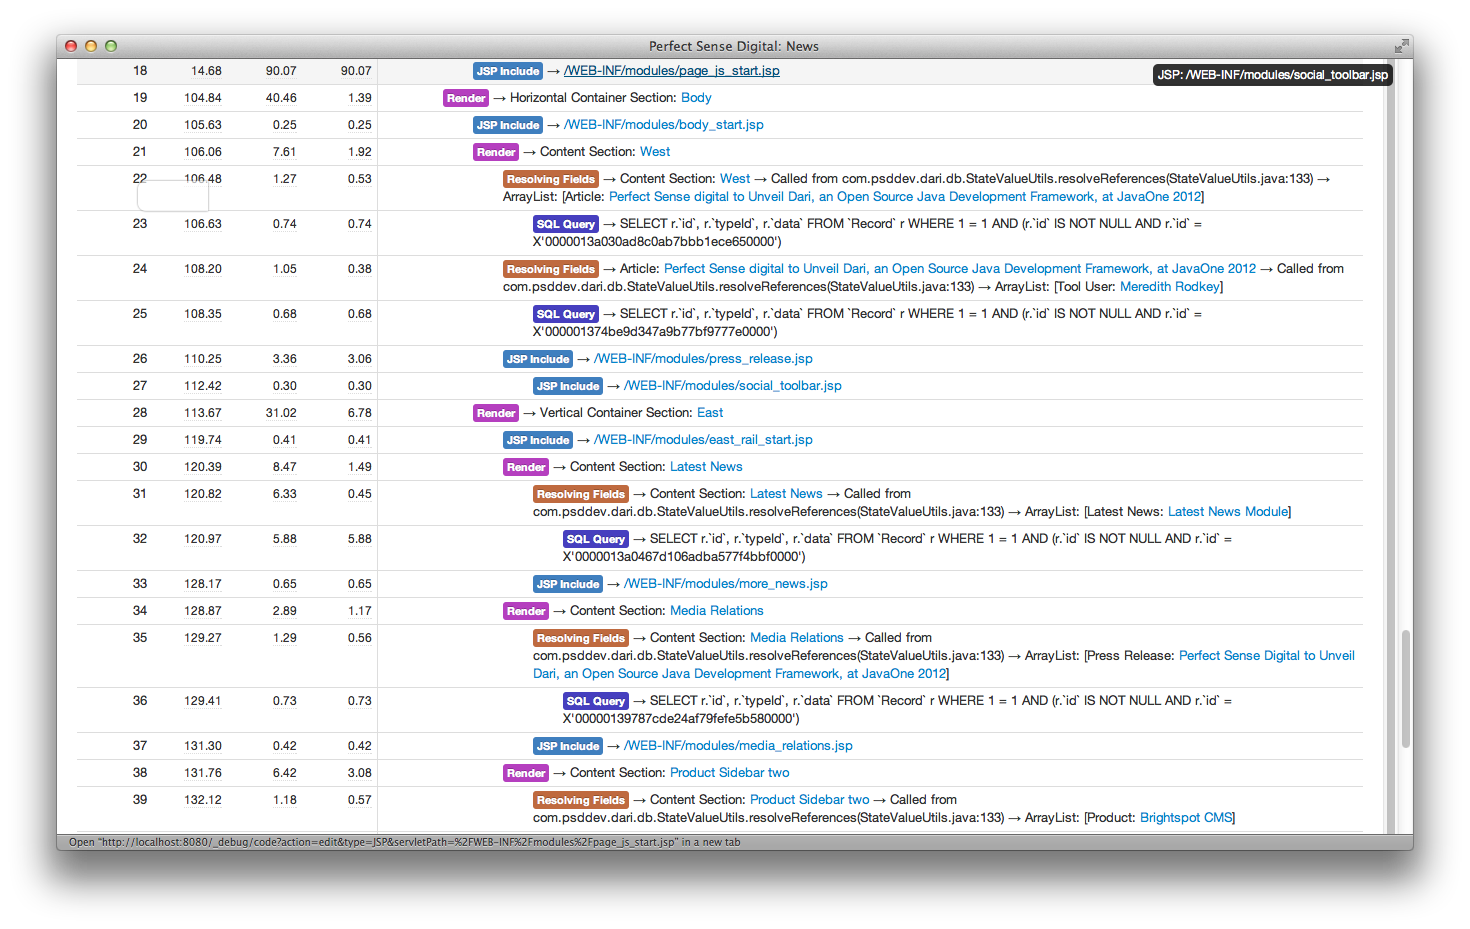 Perfect Sense Digital: News
18 14.68 90.07 90.07 JSP Include → /WEB-INF/modules/page_js_start.jsp
JSP: /WEB-INF/modules/social_toolbar.jsp
19 104.84 40.46 1.39 Render → Horizontal Container Section: Body
20 105.63 0.25 0.25 JSP Include → /WEB-INF/modules/body_start.jsp
21 106.06 7.61 1.92 Render → Content Section: West
22 106.48 1.27 0.53 Resolving Fields → Content Section: West → Called from com.psddev.dari.db.StateValueUtils.resolveReferences(StateValueUtils.java:133) →
ArrayList: [Article: Perfect Sense digital to Unveil Dari, an Open Source Java Development Framework, at JavaOne 2012]
23 106.63 0.74 0.74 SQL Query → SELECT r.`id`, r.`typeId`, r.`data` FROM `Record` r WHERE 1 = 1 AND (r.`id` IS NOT NULL AND r.`id` =
X'0000013a030ad8c0ab7bbb1ece650000')
24 108.20 1.05 0.38 Resolving Fields → Article: Perfect Sense digital to Unveil Dari, an Open Source Java Development Framework, at JavaOne 2012 → Called from
com.psddev.dari.db.StateValueUtils.resolveReferences(StateValueUtils.java:133) → ArrayList: [Tool User: Meredith Rodkey]
25 108.35 0.68 0.68 SQL Query → SELECT r.`id`, r.`typeId`, r.`data` FROM `Record` r WHERE 1 = 1 AND (r.`id` IS NOT NULL AND r.`id` =
X'000001374be9d347a9b77bf9777e0000')
26 110.25 3.36 3.06 JSP Include → /WEB-INF/modules/press_release.jsp
27 112.42 0.30 0.30 JSP Include → /WEB-INF/modules/social_toolbar.jsp
28 113.67 31.02 6.78 Render → Vertical Container Section: East
29 119.74 0.41 0.41 JSP Include → /WEB-INF/modules/east_rail_start.jsp
30 120.39 8.47 1.49 Render → Content Section: Latest News
31 120.82 6.33 0.45 Resolving Fields → Content Section: Latest News → Called from
com.psddev.dari.db.StateValueUtils.resolveReferences(StateValueUtils.java:133) → ArrayList: [Latest News: Latest News Module]
32 120.97 5.88 5.88 SQL Query → SELECT r.`id`, r.`typeId`, r.`data` FROM `Record` r WHERE 1 = 1 AND (r.`id` IS NOT NULL AND r.`id` =
X'0000013a0467d106adba577f4bbf0000')
33 128.17 0.65 0.65 JSP Include → /WEB-INF/modules/more_news.jsp
34 128.87 2.89 1.17 Render → Content Section: Media Relations
35 129.27 1.29 0.56 Resolving Fields → Content Section: Media Relations → Called from
com.psddev.dari.db.StateValueUtils.resolveReferences(StateValueUtils.java:133) → ArrayList: [Press Release: Perfect Sense Digital to Unveil
Dari, an Open Source Java Development Framework, at JavaOne 2012]
36 129.41 0.73 0.73 SQL Query → SELECT r.`id`, r.`typeId`, r.`data` FROM `Record` r WHERE 1 = 1 AND (r.`id` IS NOT NULL AND r.`id` =
X'00000139787cde24af79fefe5b580000')
37 131.30 0.42 0.42 JSP Include → /WEB-INF/modules/media_relations.jsp
38 131.76 6.42 3.08 Render → Content Section: Product Sidebar two
39 132.12 1.18 0.57 Resolving Fields → Content Section: Product Sidebar two → Called from
com.psddev.dari.db.StateValueUtils.resolveReferences(StateValueUtils.java:133) → ArrayList: [Product: Brightspot CMS]
Open "http://localhost:8080/_debug/code?action=edit&type=JSP&servletPath=%2FWEB-INF%2Fmodules%2Fpage_js_start.jsp" in a new tab